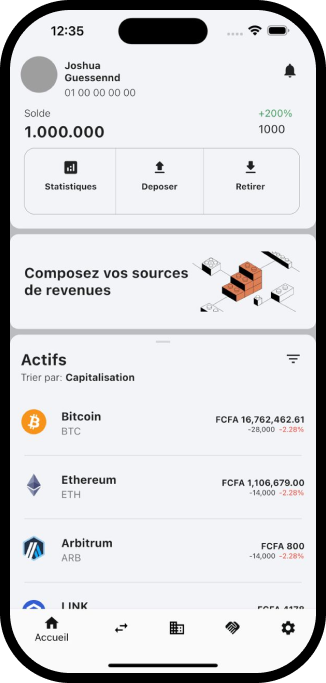 12:35
Joshua
Guessennd
01 00 00 00 00
Solde
+200%
1.000.000
1000
Statistiques
Deposer
Retirer
Composez vos sources
de revenues
Actifs
Trier par: Capitalisation
Bitcoin
FCFA 16,762,462.61
BTC
-28,000 -2.28%
Ethereum
FCFA 1,106,679.00
ETH
-14,000 -2.28%
Arbitrum
FCFA 800
ARB
-14,000 -2.28%
LINK
FCFA 4178
Accueil